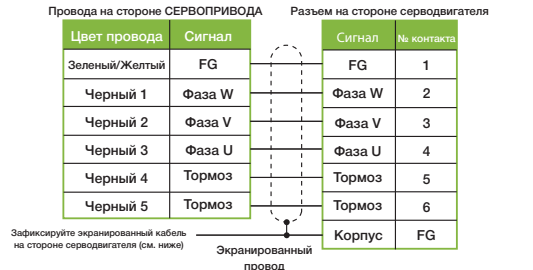 Провода на стороне СЕРВОПРИВОДА
Разъем на стороне серводвигателя
Цвет провода Сигнал
Сигнал № контакта
Зеленый/Желтый FG FG 1
Черный 1 Фаза W Фаза W 2
Черный 2 Фаза V Фаза V 3
Черный 3 Фаза U Фаза U 4
Черный 4 Тормоз Тормоз 5
Черный 5 Тормоз Тормоз 6
Корпус FG
Зафиксируйте экранированный кабель
на стороне серводвигателя (см. ниже)
Экранированный
провод